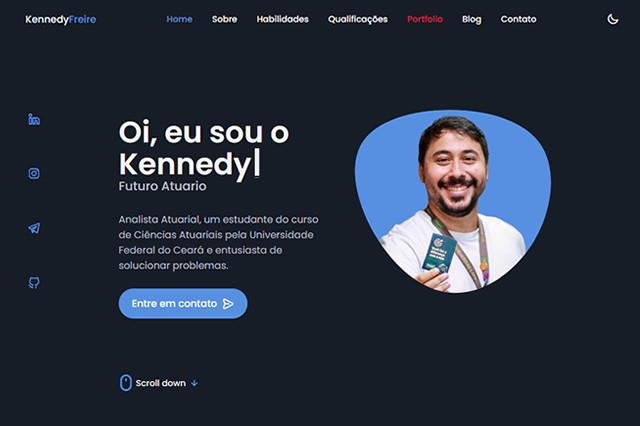 KennedyFreire Home Sobre Habilidades Qualificações Portfolio Blog Contato
Oi, eu sou o
Kennedy|
Futuro Atuario
Analista Atuarial, um estudante do curso
de Ciências Atuariais pela Universidade
Federal do Ceará e entusiasta de
solucionar problemas.
Entre em contato
Scroll down